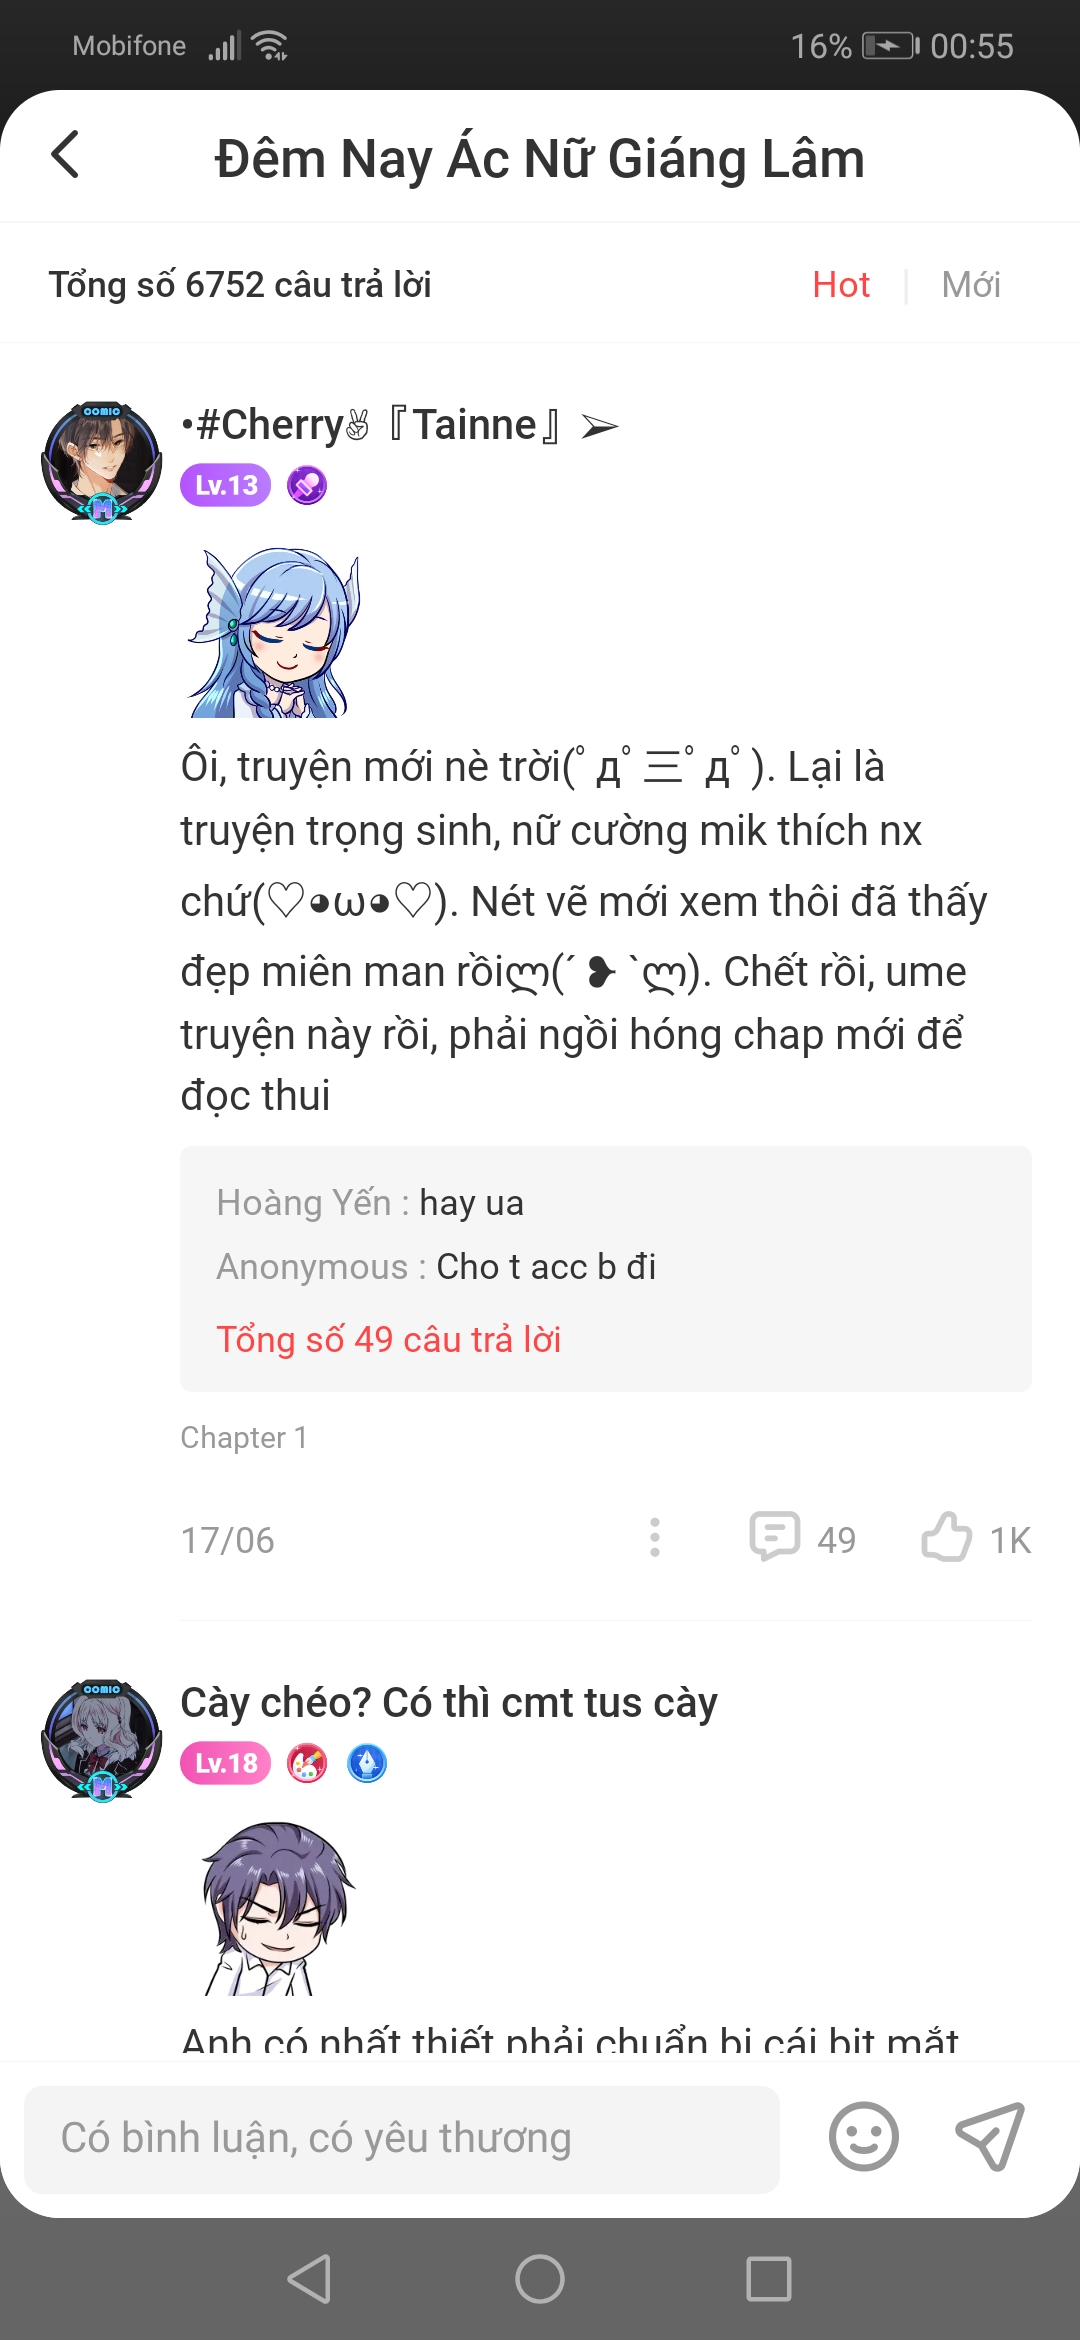 Mobifone
16% 00:55
Đêm Nay Ác Nữ Giáng Lâm
Tổng số 6752 câu trả lời
Hot | Mới
COMIC
M
•#Cherry✌『Tainne』➢
Lv.13
Ôi, truyện mới nè trời(ﾟдﾟ三ﾟдﾟ). Lại là
truyện trọng sinh, nữ cường mik thích nx
chứ(♡◕ω◕♡). Nét vẽ mới xem thôi đã thấy
đẹp miên man rồiლ(´ ❥ `ლ). Chết rồi, ume
truyện này rồi, phải ngồi hóng chap mới để
đọc thui
Hoàng Yến : hay ua
Anonymous : Cho t acc b đi
Tổng số 49 câu trả lời
Chapter 1
17/06
49
1K
COMIC
M
Cày chéo? Có thì cmt tus cày
Lv.18
Anh có nhất thiết phải chuẩn bị cái bịt mắt
Có bình luận, có yêu thương